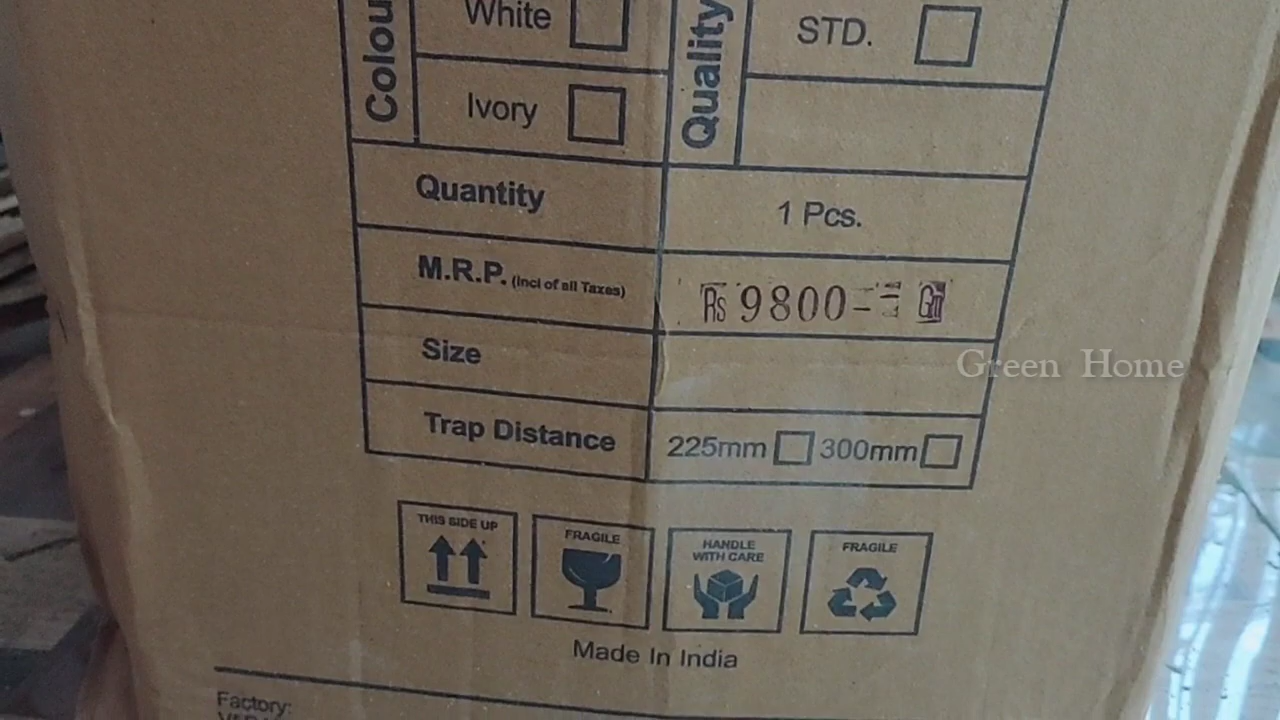 Colou
White
Ivory
Quality
STD.
Quantity 1 Pcs.
M.R.P. (Incl of all Taxes) Rs 9800-=
Size
Trap Distance 225mm 300mm
Green Home
THIS SIDE UP
FRAGILE
HANDLE
WITH CARE
FRAGILE
Made In India
Factory: